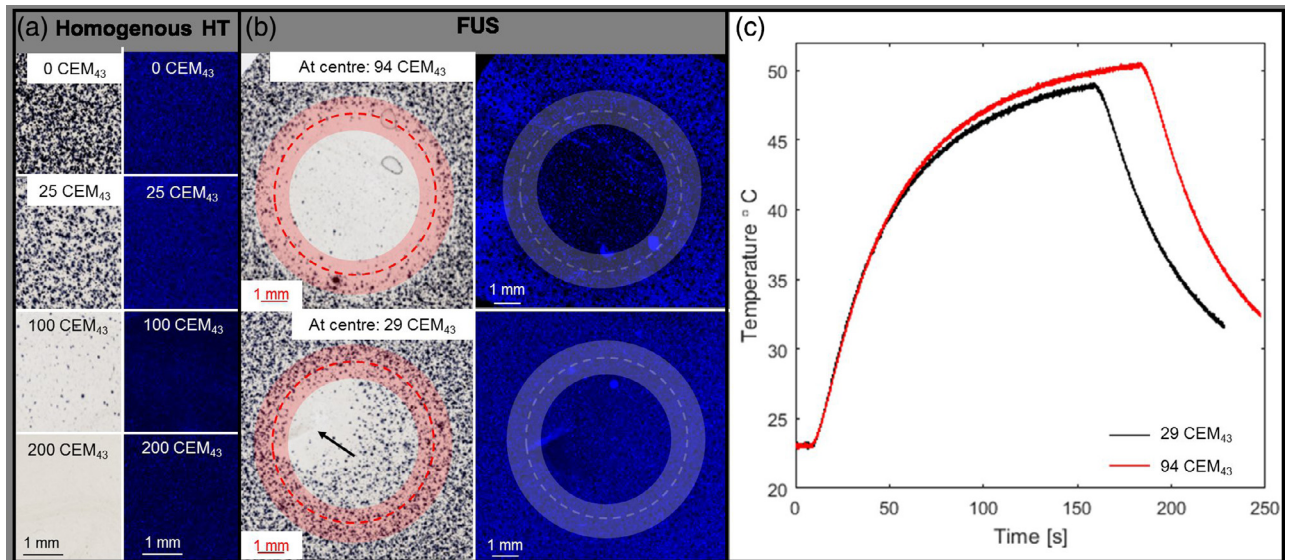 (a) Homogenous HT
0 CEM43
0 CEM43
25 CEM43
25 CEM43
100 CEM43
100 CEM43
200 CEM43
200 CEM43
1 mm
1 mm
(b) FUS
At centre: 94 CEM43
1 mm
1 mm
At centre: 29 CEM43
1 mm
1 mm
(c)
50
45
40
35
30
25
20
Temperature ▫ C
0
50
100
150
200
250
Time [s]
29 CEM43
94 CEM43